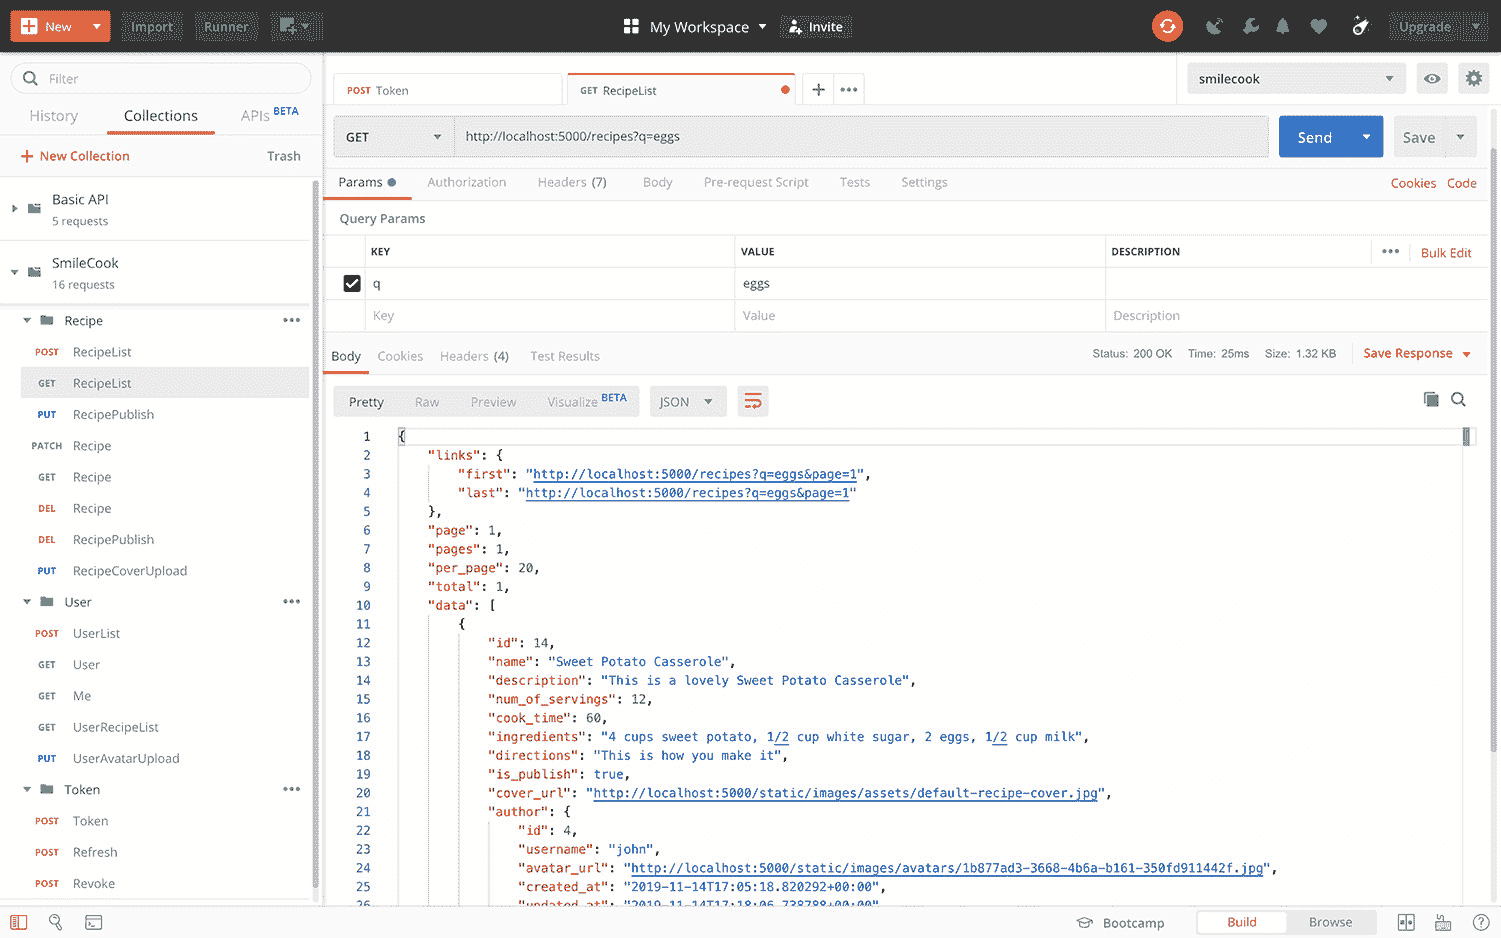 New Import Runner My Workspace Invite Upgrade
Filter
History Collections APIs BETA
+ New Collection Trash
Basic API
5 requests
SmileCook
16 requests
Recipe
POST RecipeList
GET RecipeList
PUT RecipePublish
PATCH Recipe
GET Recipe
DEL Recipe
DEL RecipePublish
PUT RecipeCoverUpload
User
POST UserList
GET User
GET Me
GET UserRecipeList
PUT UserAvatarUpload
Token
POST Token
POST Refresh
POST Revoke
POST Token GET RecipeList + ••• smilecook
GET http://localhost:5000/recipes?q=eggs Send Save
Params Authorization Headers (7) Body Pre-request Script Tests Settings Cookies Code
Query Params
KEY VALUE DESCRIPTION ••• Bulk Edit
q eggs
Key Value Description
Body Cookies Headers (4) Test Results Status: 200 OK Time: 25ms Size: 1.32 KB Save Response
Pretty Raw Preview Visualize BETA JSON
1 {
2 "links": {
3 "first": "http://localhost:5000/recipes?q=eggs&page=1",
4 "last": "http://localhost:5000/recipes?q=eggs&page=1"
5 },
6 "page": 1,
7 "pages": 1,
8 "per_page": 20,
9 "total": 1,
10 "data": [
11 {
12 "id": 14,
13 "name": "Sweet Potato Casserole",
14 "description": "This is a lovely Sweet Potato Casserole",
15 "num_of_servings": 12,
16 "cook_time": 60,
17 "ingredients": "4 cups sweet potato, 1/2 cup white sugar, 2 eggs, 1/2 cup milk",
18 "directions": "This is how you make it",
19 "is_publish": true,
20 "cover_url": "http://localhost:5000/static/images/assets/default-recipe-cover.jpg",
21 "author": {
22 "id": 4,
23 "username": "john",
24 "avatar_url": "http://localhost:5000/static/images/avatars/1b877ad3-3668-4b6a-b161-350fd911442f.jpg",
25 "created_at": "2019-11-14T17:05:18.820292+00:00",
26 "updated_at": "2019-11-14T17:18:06.738788+00:00",
Bootcamp Build Browse